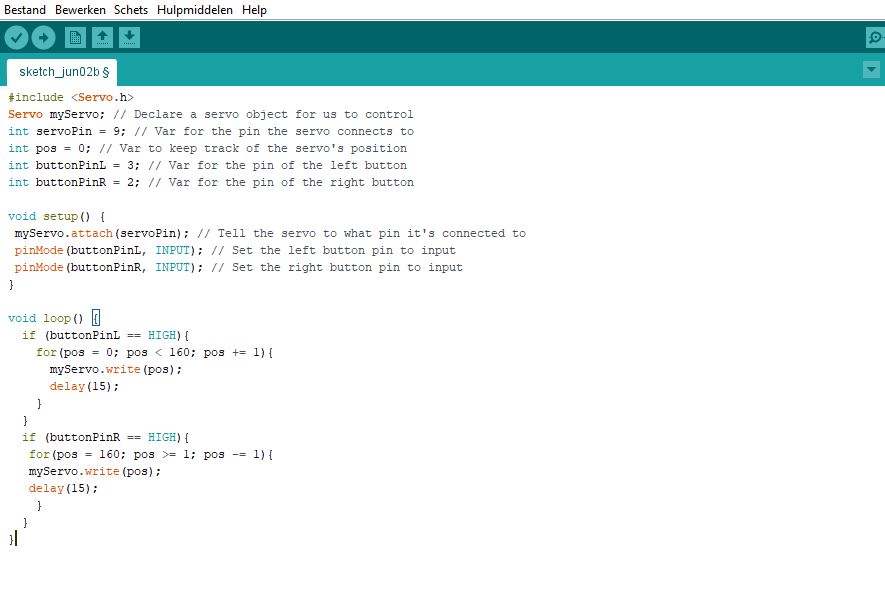 Bestand Bewerken Schets Hulpmiddelen Help
sketch_jun02b §
#include <Servo.h>
Servo myServo; // Declare a servo object for us to control
int servoPin = 9; // Var for the pin the servo connects to
int pos = 0; // Var to keep track of the servo's position
int buttonPinL = 3; // Var for the pin of the left button
int buttonPinR = 2; // Var for the pin of the right button

void setup() {
 myServo.attach(servoPin); // Tell the servo to what pin it's connected to
 pinMode(buttonPinL, INPUT); // Set the left button pin to input
 pinMode(buttonPinR, INPUT); // Set the right button pin to input
}

void loop() {
  if (buttonPinL == HIGH){
    for(pos = 0; pos < 160; pos += 1){
      myServo.write(pos);
      delay(15);
    }
  }
  if (buttonPinR == HIGH){
   for(pos = 160; pos >= 1; pos -= 1){
   myServo.write(pos);
   delay(15);
    }
  }
}